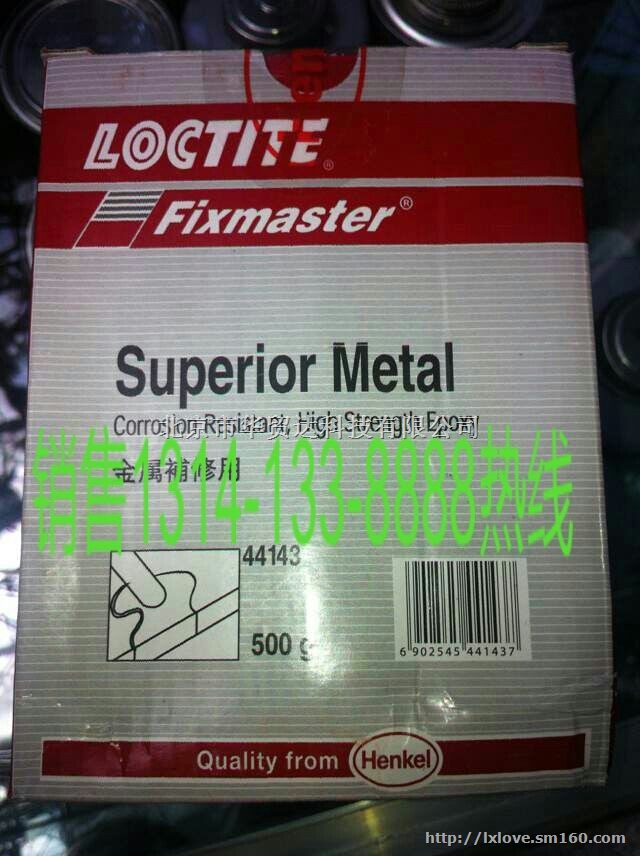 LOCTITE®
Fixmaster®
Superior Metal
Corrosion Resistant, High Strength Epoxy
金属補修用
销售1314-133-8888热线
44143
500 g
6 902545 441437
Quality from Henkel
http://lxlove.sm160.com